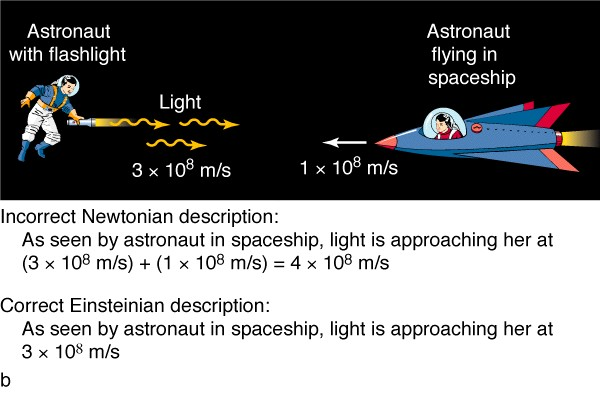 Astronaut
with flashlight
Astronaut
flying in
spaceship
Light
3 × 10⁸ m/s
1 × 10⁸ m/s
Incorrect Newtonian description:
As seen by astronaut in spaceship, light is approaching her at
(3 × 10⁸ m/s) + (1 × 10⁸ m/s) = 4 × 10⁸ m/s
Correct Einsteinian description:
As seen by astronaut in spaceship, light is approaching her at
3 × 10⁸ m/s
b